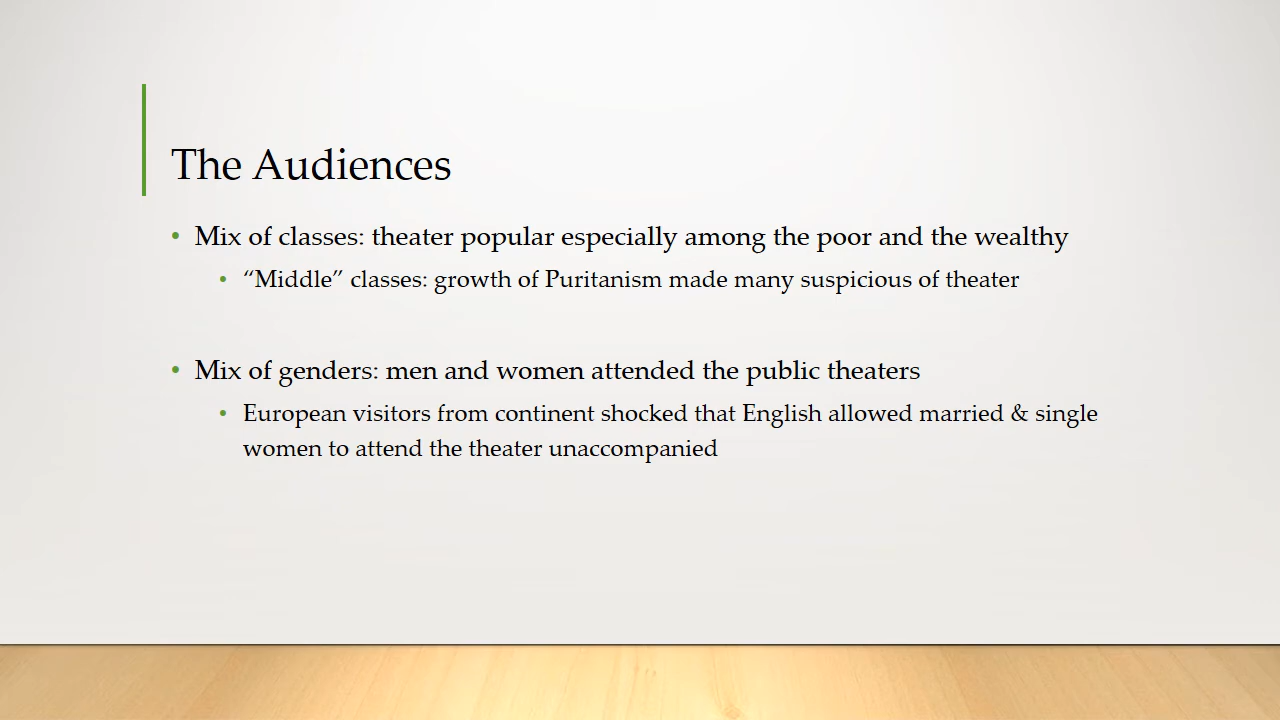 The Audiences
• Mix of classes: theater popular especially among the poor and the wealthy
• “Middle” classes: growth of Puritanism made many suspicious of theater
• Mix of genders: men and women attended the public theaters
• European visitors from continent shocked that English allowed married & single
women to attend the theater unaccompanied